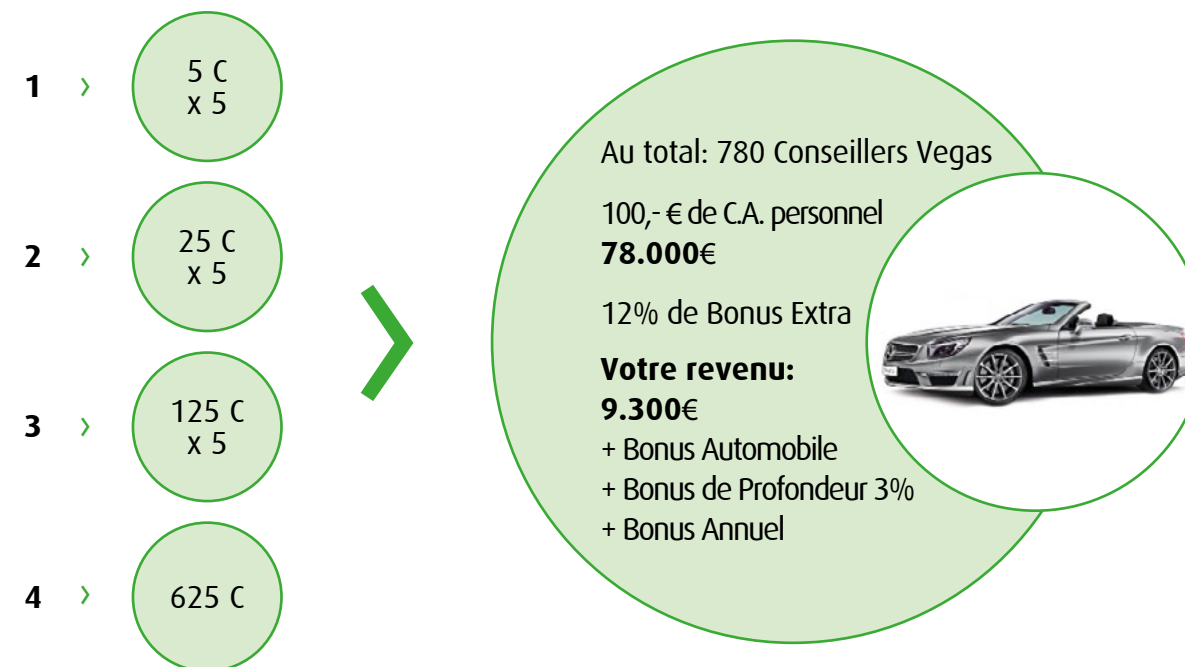 1 › 5 C
x 5
2 › 25 C
x 5
3 › 125 C
x 5
4 › 625 C
Au total: 780 Conseillers Vegas
100,- € de C.A. personnel
78.000€
12% de Bonus Extra
Votre revenu:
9.300€
+ Bonus Automobile
+ Bonus de Profondeur 3%
+ Bonus Annuel